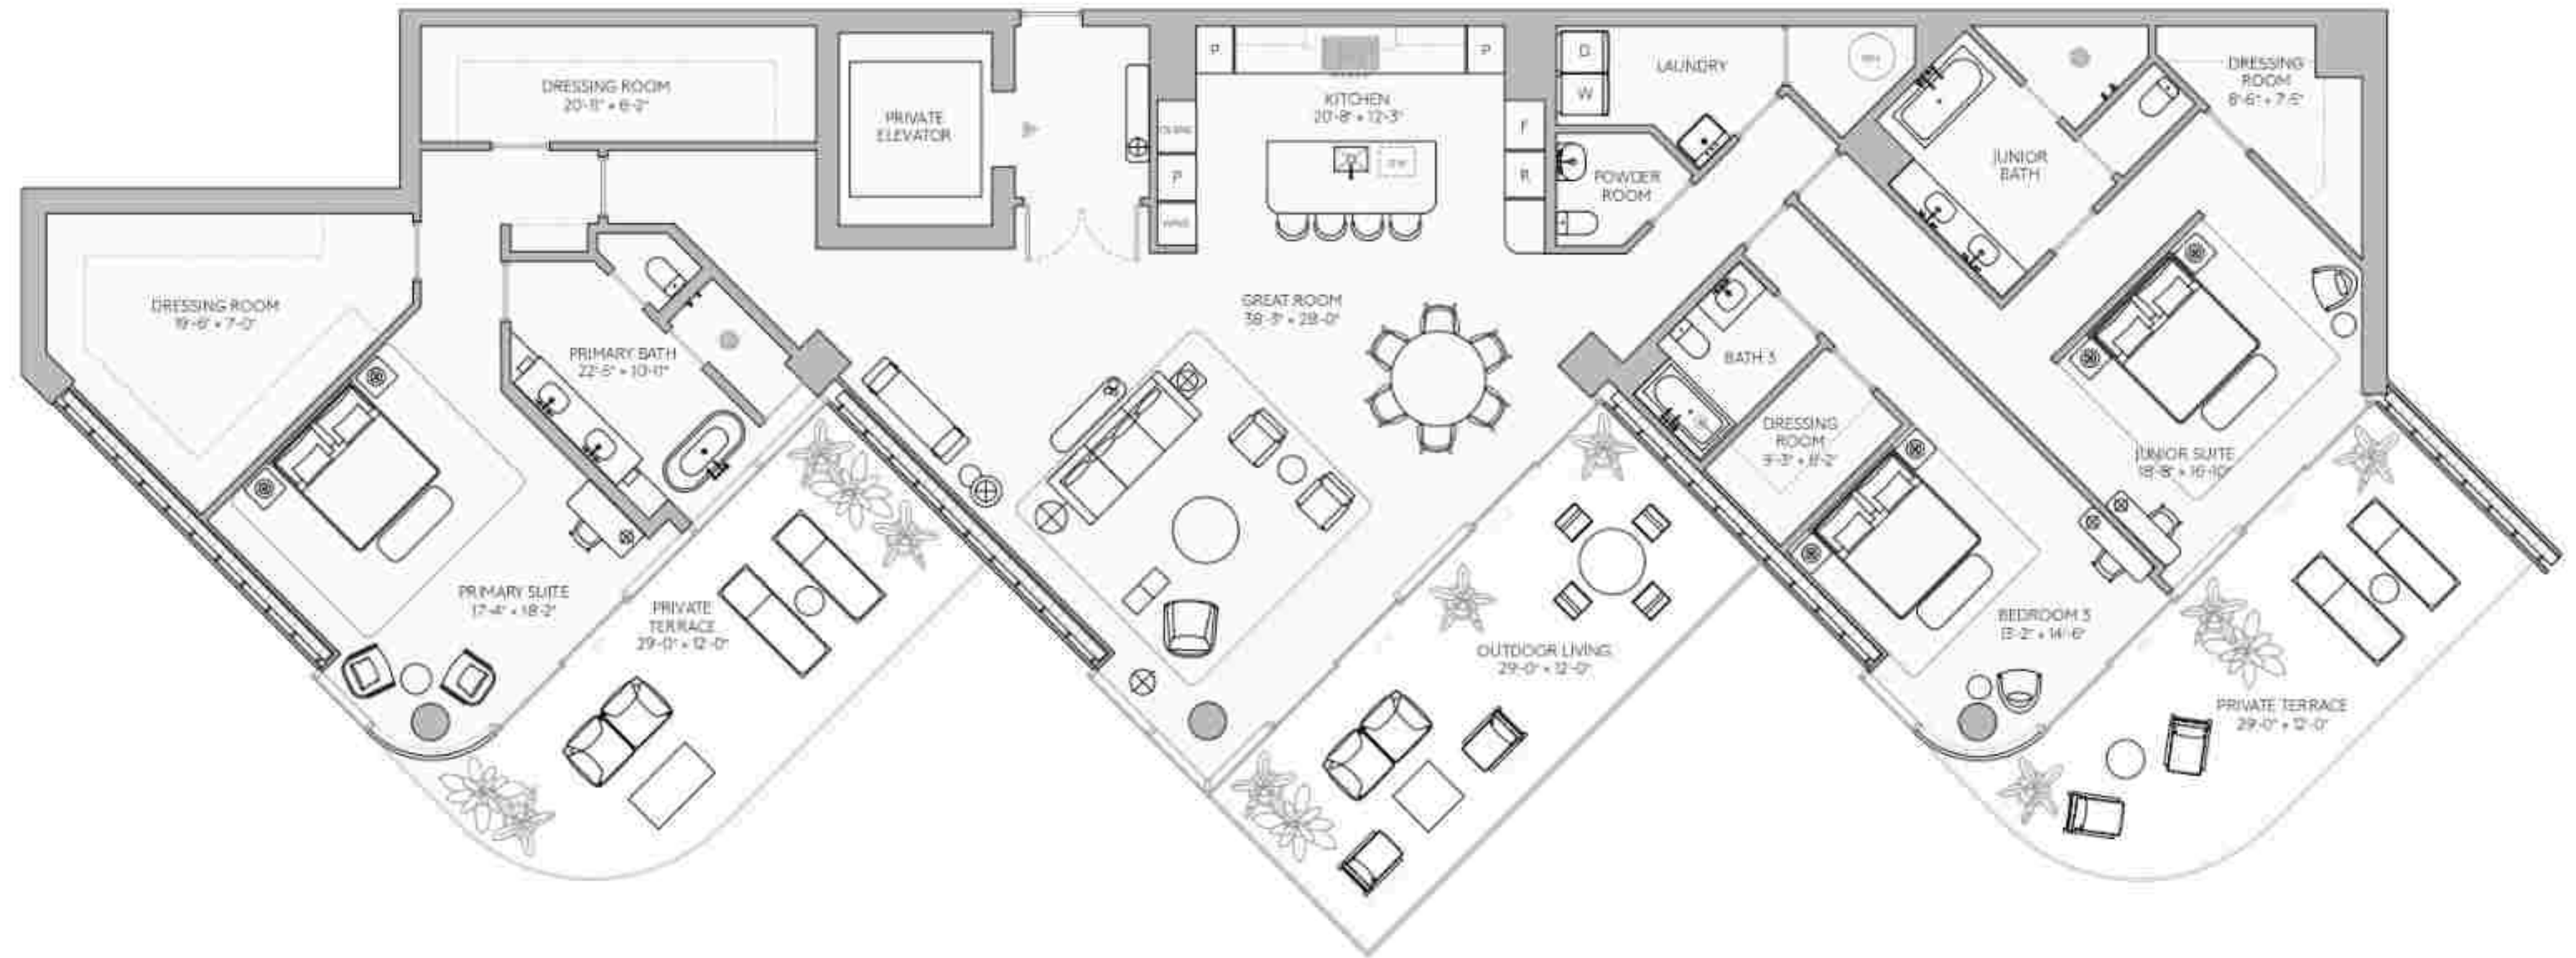 DRESSING ROOM
20'-11" • 6'-2"
PRIVATE
ELEVATOR
P
P
KITCHEN
20'-8" • 12'-3"
P
F
R
D
W
LAUNDRY
POWDER
ROOM
JUNIOR
BATH
DRESSING
ROOM
8'-6" • 7'-5"
DRESSING ROOM
19'-6" • 7'-0"
PRIMARY BATH
22'-5" • 10'-11"
GREAT ROOM
38'-3" • 28'-0"
BATH 3
DRESSING
ROOM
JUNIOR SUITE
18'-8" • 16'-10"
PRIMARY SUITE
17'-4" • 18'-2"
PRIVATE
TERRACE
29'-0" • 12'-0"
OUTDOOR LIVING
29'-0" • 12'-0"
BEDROOM 3
13'-2" • 14'-6"
PRIVATE TERRACE
29'-0" • 12'-0"